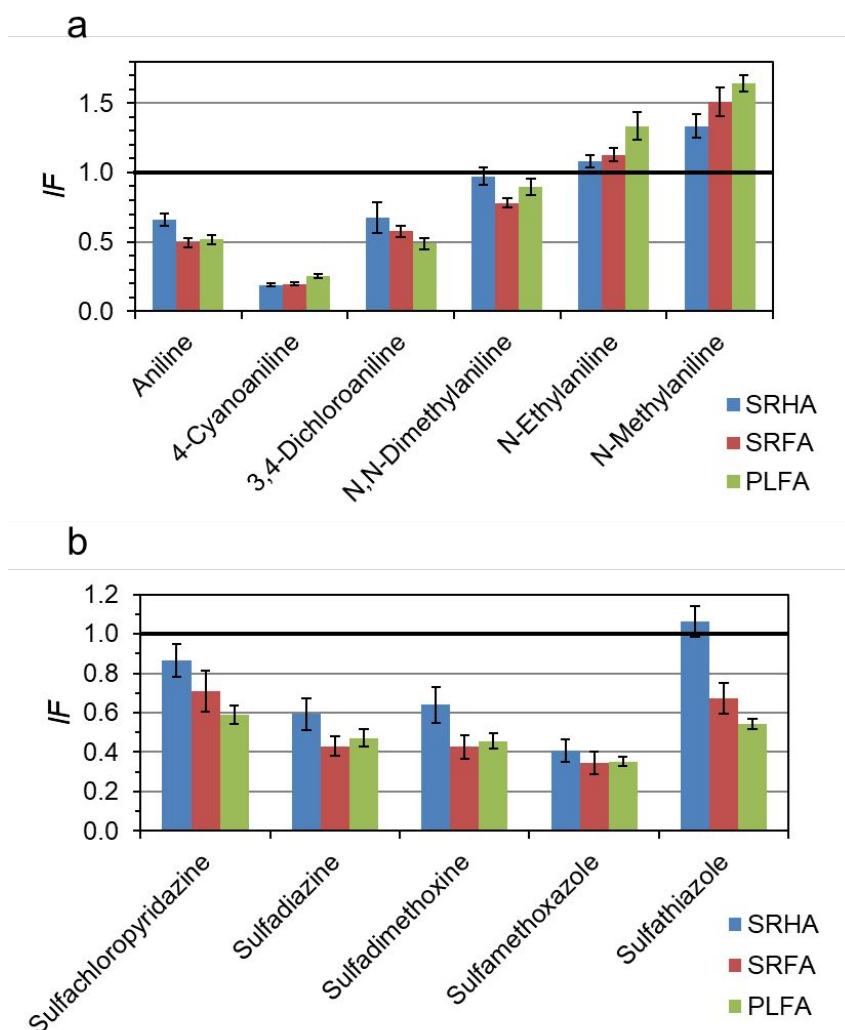 a
1.5
1.0
0.5
0.0
IF
Aniline
4-Cyanoaniline
3,4-Dichloroaniline
N,N-Dimethylaniline
N-Ethylaniline
N-Methylaniline
SRHA
SRFA
PLFA
b
1.2
1.0
0.8
0.6
0.4
0.2
0.0
IF
Sulfachloropyridazine
Sulfadiazine
Sulfadimethoxine
Sulfamethoxazole
Sulfathiazole
SRHA
SRFA
PLFA